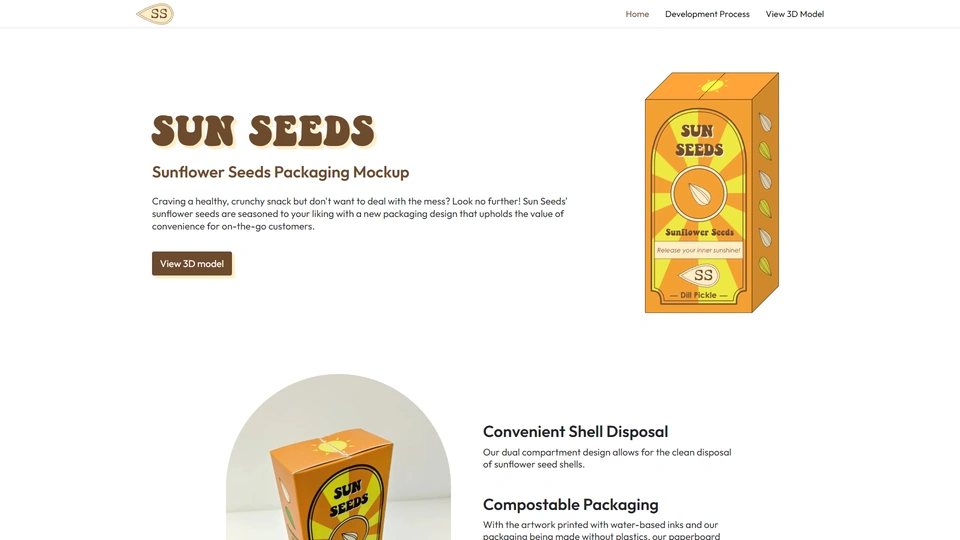 SS
Home Development Process View 3D Model
SUN SEEDS
Sunflower Seeds Packaging Mockup
Craving a healthy, crunchy snack but don't want to deal with the mess? Look no further! Sun Seeds'
sunflower seeds are seasoned to your liking with a new packaging design that upholds the value of
convenience for on-the-go customers.
View 3D model
SUN
SEEDS
Sunflower Seeds
Release your inner sunshine!
SS
Dill Pickle
SUN
SEEDS
Convenient Shell Disposal
Our dual compartment design allows for the clean disposal
of sunflower seed shells.
Compostable Packaging
With the artwork printed with water-based inks and our
packaging being made without plastics, our paperboard